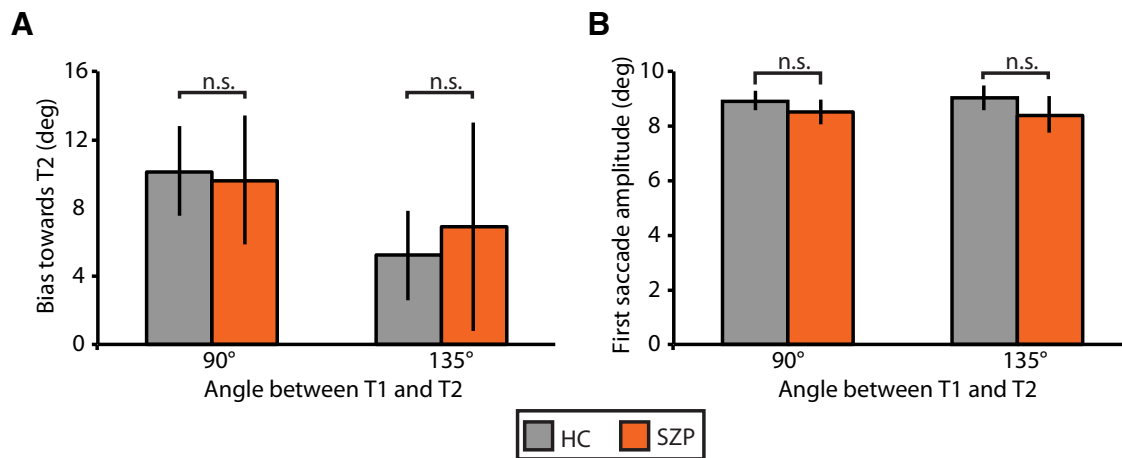 A
Bias towards T2 (deg)
16
12
8
4
0
n.s.
n.s.
90°
135°
Angle between T1 and T2
B
First saccade amplitude (deg)
10
8
6
4
2
0
n.s.
n.s.
90°
135°
Angle between T1 and T2
HC
SZP